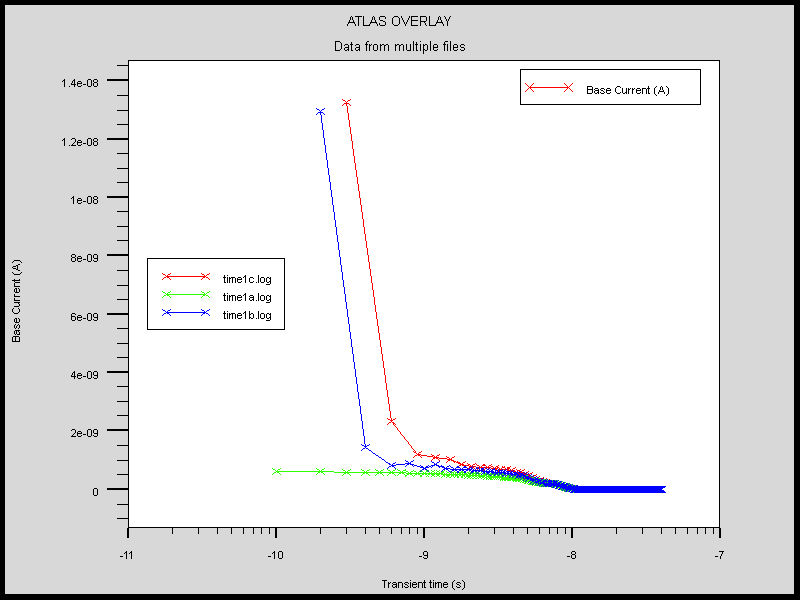 ATLAS OVERLAY
Data from multiple files
Base Current (A)
1.4e-08
1.2e-08
1e-08
8e-09
6e-09
4e-09
2e-09
0
Base Current (A)
time1c.log
time1a.log
time1b.log
-11
-10
-9
-8
-7
Transient time (s)